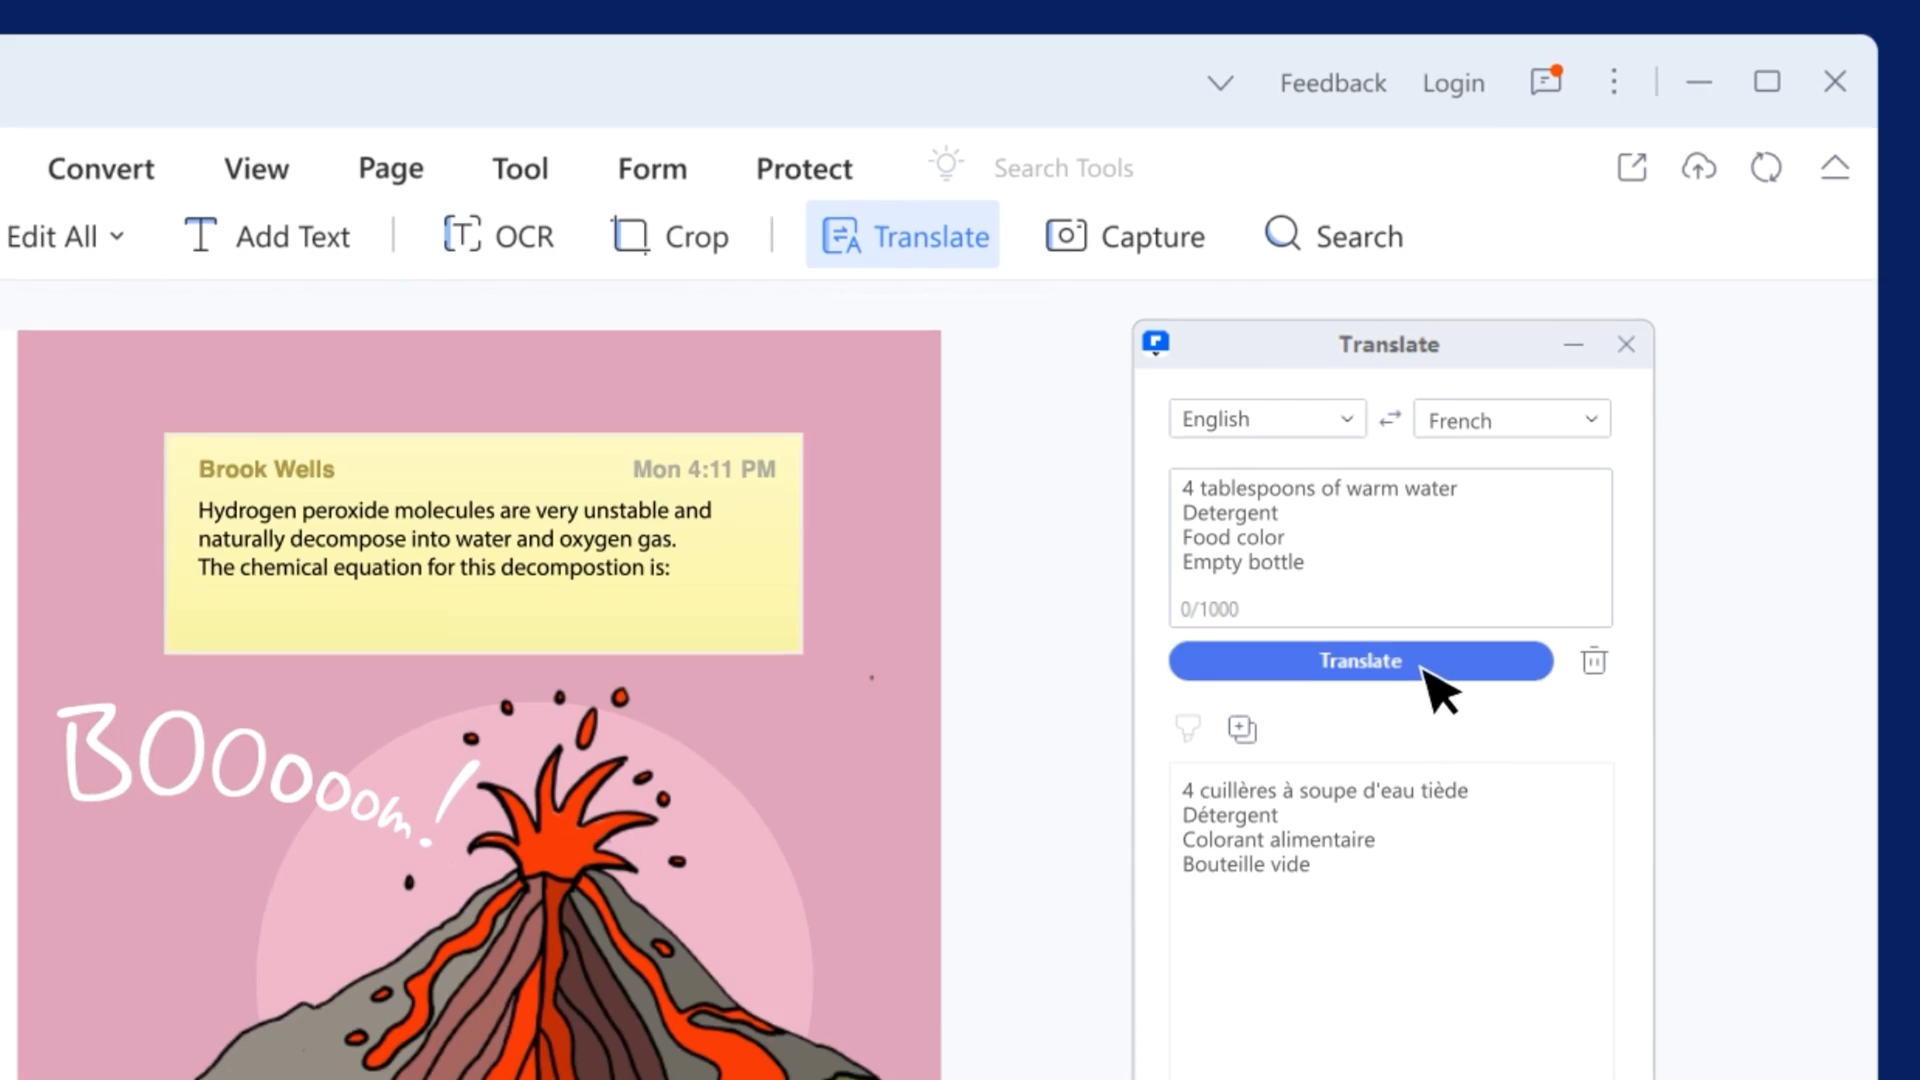 Feedback Login
Convert View Page Tool Form Protect Search Tools
Edit All Add Text OCR Crop Translate Capture Search
Brook Wells Mon 4:11 PM
Hydrogen peroxide molecules are very unstable and
naturally decompose into water and oxygen gas.
The chemical equation for this decompostion is:
BOOooom!
Translate
English French
4 tablespoons of warm water
Detergent
Food color
Empty bottle
0/1000
Translate
4 cuillères à soupe d'eau tiède
Détergent
Colorant alimentaire
Bouteille vide